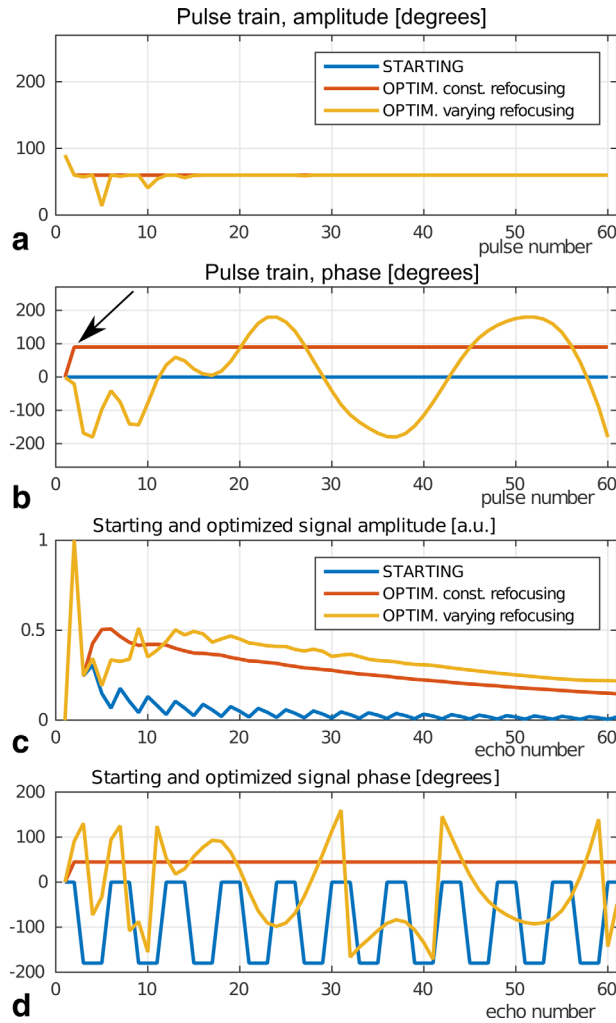 Pulse train, amplitude [degrees]
200
100
0
STARTING
OPTIM. const. refocusing
OPTIM. varying refocusing
0 10 20 30 40 50 60
pulse number
a
Pulse train, phase [degrees]
200
100
0
-100
-200
0 10 20 30 40 50 60
pulse number
b
Starting and optimized signal amplitude [a.u.]
1
0.5
0
STARTING
OPTIM. const. refocusing
OPTIM. varying refocusing
0 10 20 30 40 50 60
echo number
c
Starting and optimized signal phase [degrees]
200
100
0
-100
-200
0 10 20 30 40 50 60
echo number
d